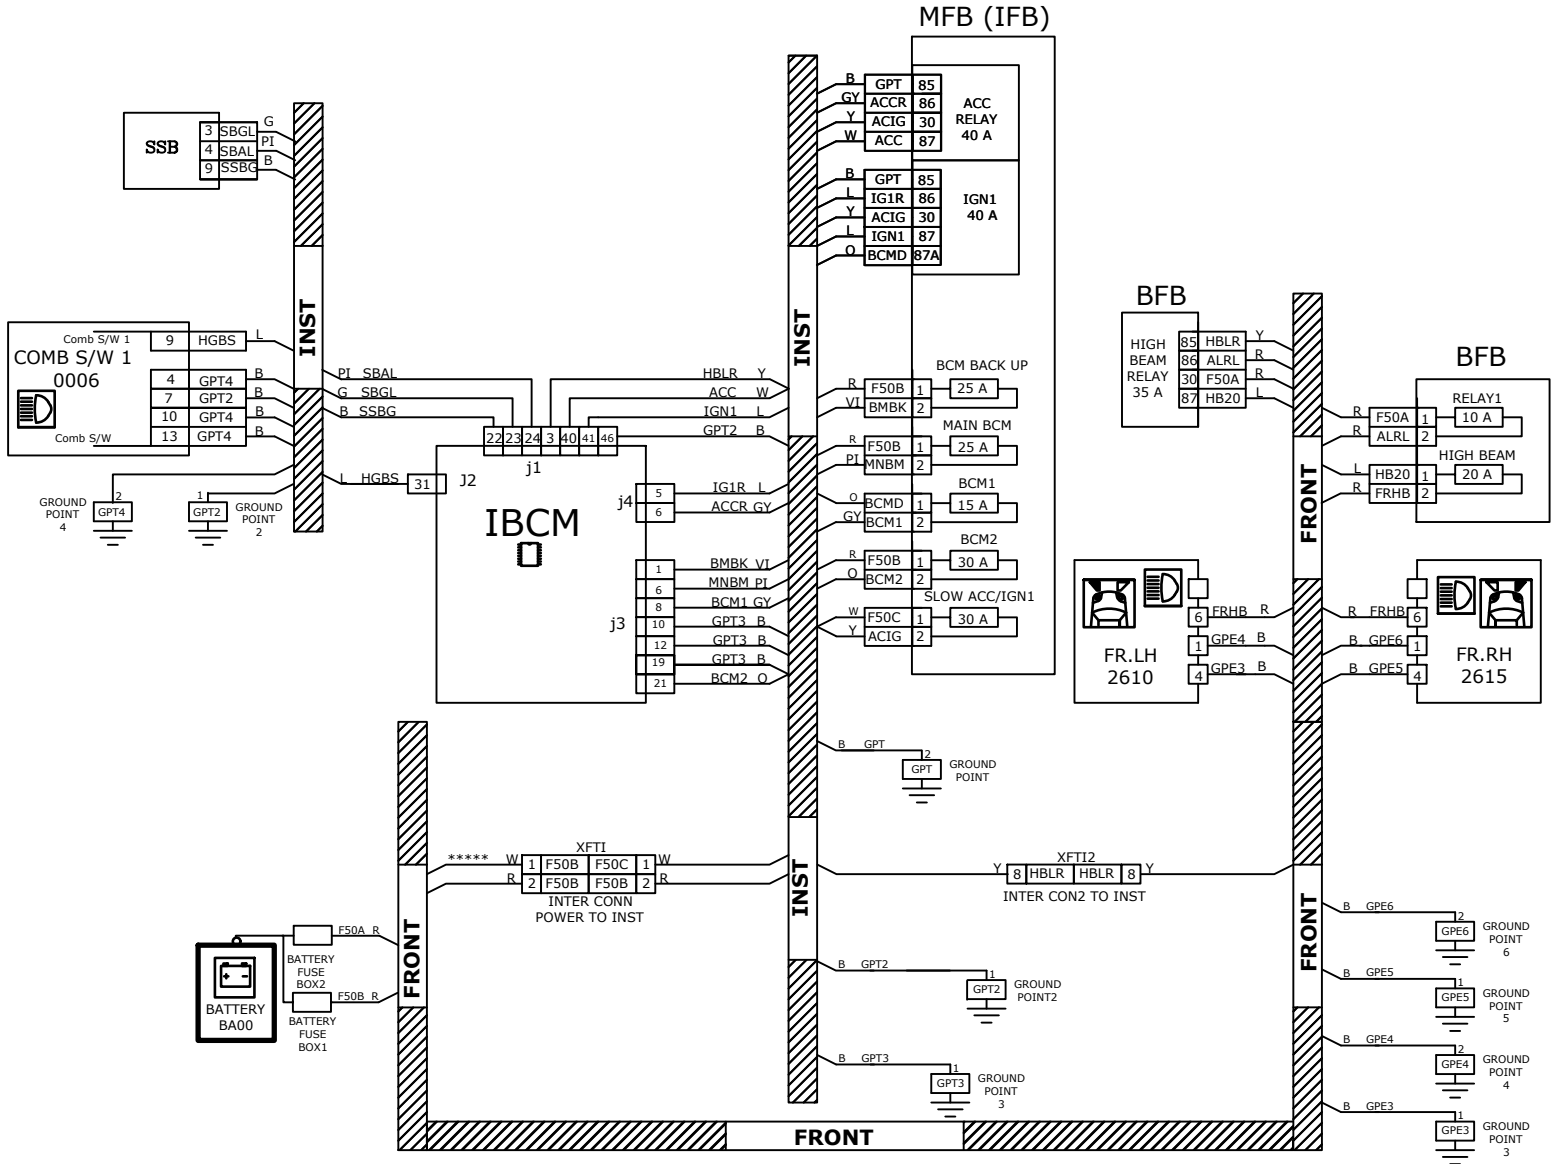 MFB (IFB)
B GPT 85
GY ACCR 86
Y ACIG 30
W ACC 87
ACC
RELAY
40 A
B GPT 85
L IG1R 86
Y ACIG 30
L IGN1 87
O BCMD 87A
IGN1
40 A
SSB
3 SBGL G
4 SBAL PI
9 SSBG B
INST
Comb S/W 1
COMB S/W 1
0006
Comb S/W
9 HGBS L
4 GPT4 B
7 GPT2 B
10 GPT4 B
13 GPT4 B
GROUND
POINT
4
2
GPT4
1
GPT2
GROUND
POINT
2
PI SBAL
G SBGL
B SSBG
L HGBS 31
J2
22 23 24 3 40 41 46
j1
IBCM
HBLR Y
ACC W
IGN1 L
GPT2 B
j4
5 IG1R L
6 ACCR GY
j3
1 BMBK VI
6 MNBM PI
8 BCM1 GY
10 GPT3 B
12 GPT3 B
19 GPT3 B
21 BCM2 O
INST
BCM BACK UP
R F50B 1 25 A
VI BMBK 2
MAIN BCM
R F50B 1 25 A
PI MNBM 2
BCM1
O BCMD 1 15 A
GY BCM1 2
BCM2
R F50B 1 30 A
O BCM2 2
SLOW ACC/IGN1
W F50C 1 30 A
Y ACIG 2
BFB
HIGH
BEAM
RELAY
35 A
85 HBLR Y
86 ALRL R
30 F50A R
87 HB20 L
BFB
RELAY1
R F50A 1 10 A
R ALRL 2
HIGH BEAM
L HB20 1 20 A
R FRHB 2
FRONT
FR.LH
2610
6 FRHB R
1 GPE4 B
4 GPE3 B
R FRHB 6
B GPE6 1
B GPE5 4
FR.RH
2615
B GPT
2
GPT
GROUND
POINT
XFTI
***** W 1 F50B F50C 1 W
R 2 F50B F50B 2 R
INTER CONN
POWER TO INST
INST
XFTI2
Y 8 HBLR HBLR 8 Y
INTER CON2 TO INST
FRONT
F50A R
BATTERY
FUSE
BOX2
F50B R
BATTERY
FUSE
BOX1
BATTERY
BA00
B GPT2
1
GPT2
GROUND
POINT2
B GPT3
1
GPT3
GROUND
POINT
3
FRONT
B GPE6
2
GPE6
GROUND
POINT
6
B GPE5
1
GPE5
GROUND
POINT
5
B GPE4
2
GPE4
GROUND
POINT
4
B GPE3
1
GPE3
GROUND
POINT
3
FRONT